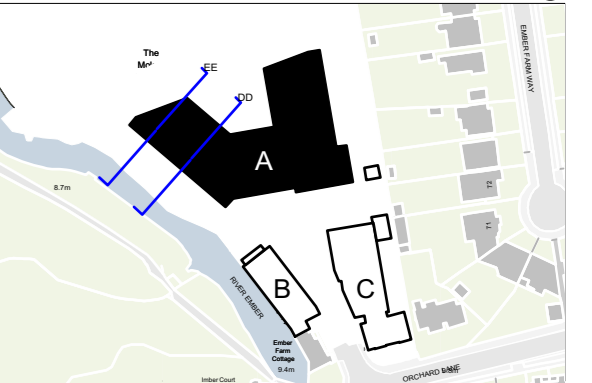 The
EE
DD
EMBER FARM WAY
A
8.7m
T2
T1
B
C
RIVER EMBER
Ember
Farm
Cottage
9.4m
Imber Court
ORCHARD LANE